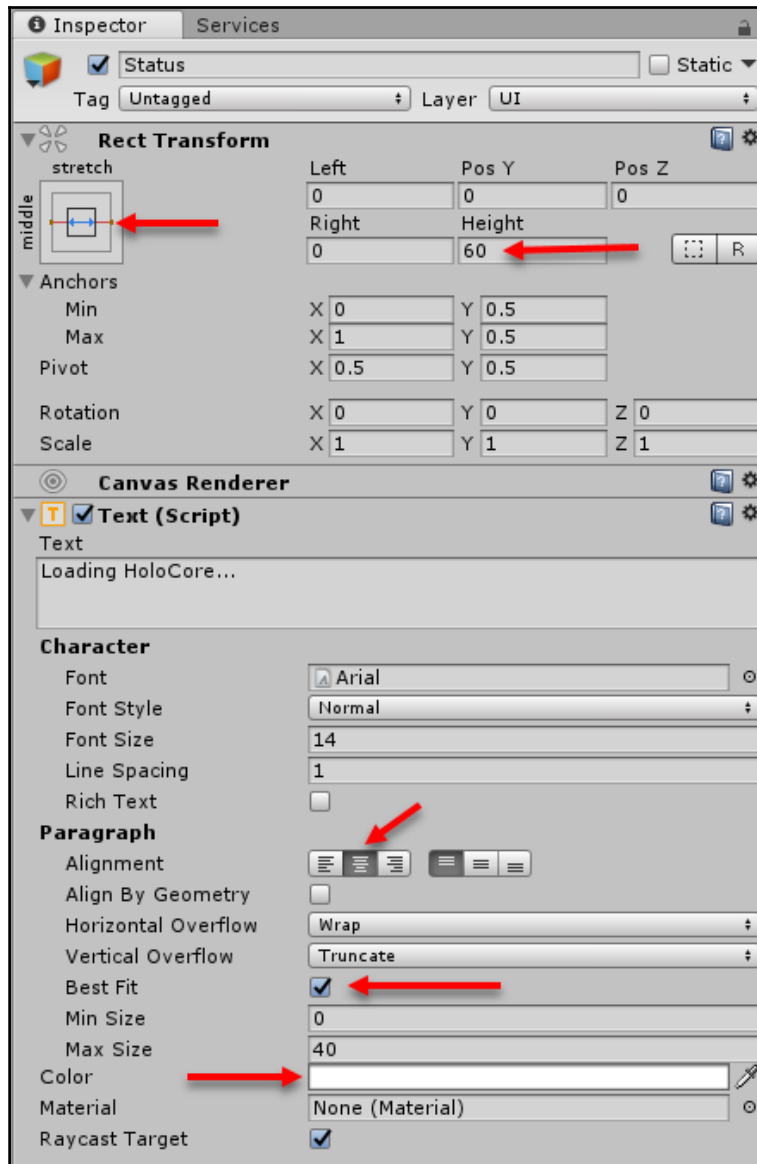 Inspector Services
Status Static
Tag Untagged Layer UI
Rect Transform
stretch Left Pos Y Pos Z
middle
0 0 0
Right Height
0 60 R
Anchors
Min X 0 Y 0.5
Max X 1 Y 0.5
Pivot X 0.5 Y 0.5
Rotation X 0 Y 0 Z 0
Scale X 1 Y 1 Z 1
Canvas Renderer
T Text (Script)
Text
Loading HoloCore...
Character
Font Arial
Font Style Normal
Font Size 14
Line Spacing 1
Rich Text
Paragraph
Alignment
Align By Geometry
Horizontal Overflow Wrap
Vertical Overflow Truncate
Best Fit
Min Size 0
Max Size 40
Color
Material None (Material)
Raycast Target